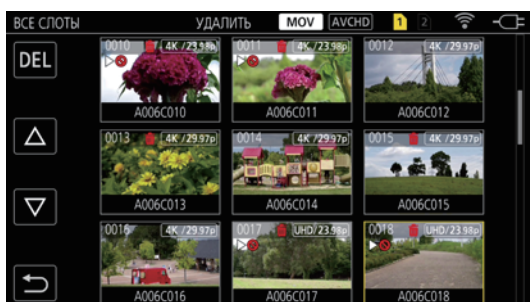 ВСЕ СЛОТЫ УДАЛИТЬ MOV AVCHD 1 2
DEL
0010 4K /23.98p 0011 4K /23.98p 0012 4K /29.97p
A006C010 A006C011 A006C012
0013 4K /29.97p 0014 4K /29.97p 0015 4K /29.97p
A006C013 A006C014 A006C015
0016 4K /29.97p 0017 UHD/23.98p 0018 UHD/23.98p
A006C016 A006C017 A006C018